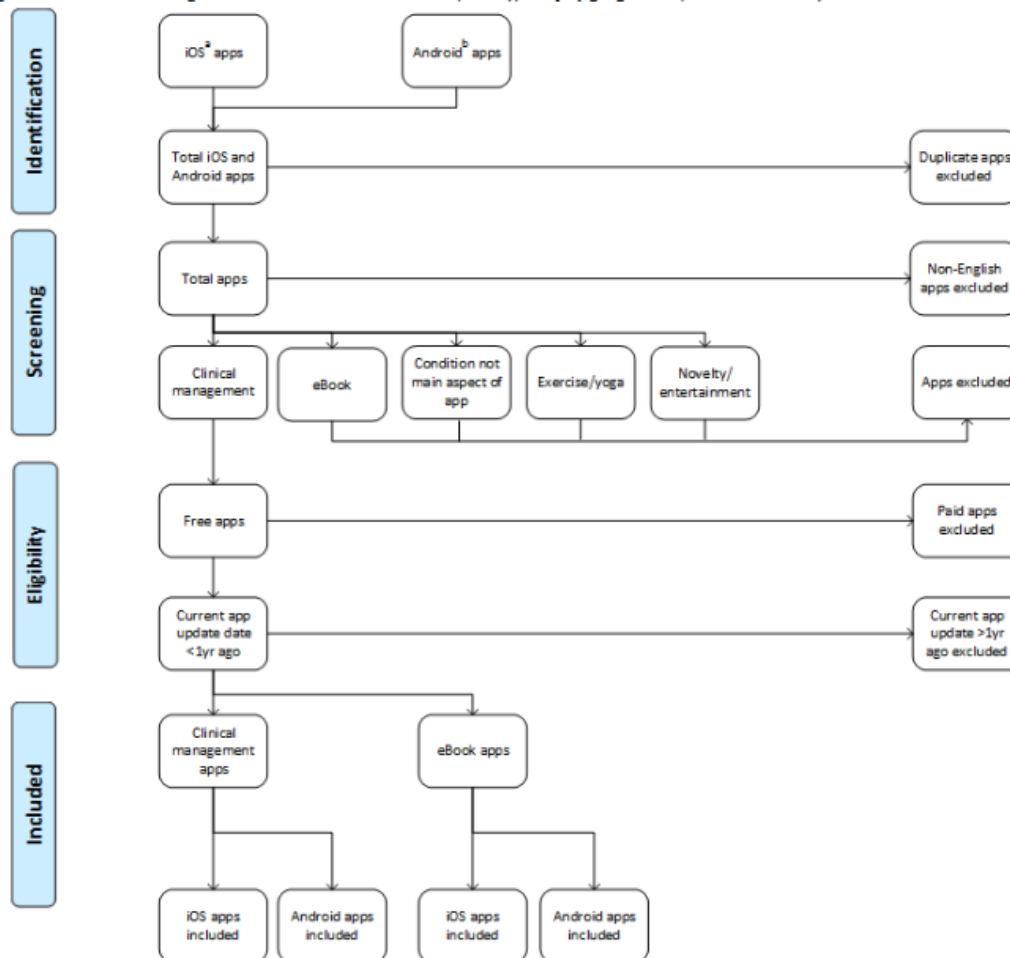 Identification
iOSᵃ apps
Androidᵇ apps
Total iOS and
Android apps
Duplicate apps
excluded
Screening
Total apps
Non-English
apps excluded
Clinical
management
eBook
Condition not
main aspect of
app
Exercise/yoga
Novelty/
entertainment
Apps excluded
Eligibility
Free apps
Paid apps
excluded
Current app
update date
<1yr ago
Current app
update >1yr
ago excluded
Included
Clinical
management
apps
eBook apps
iOS apps
included
Android apps
included
iOS apps
included
Android apps
included